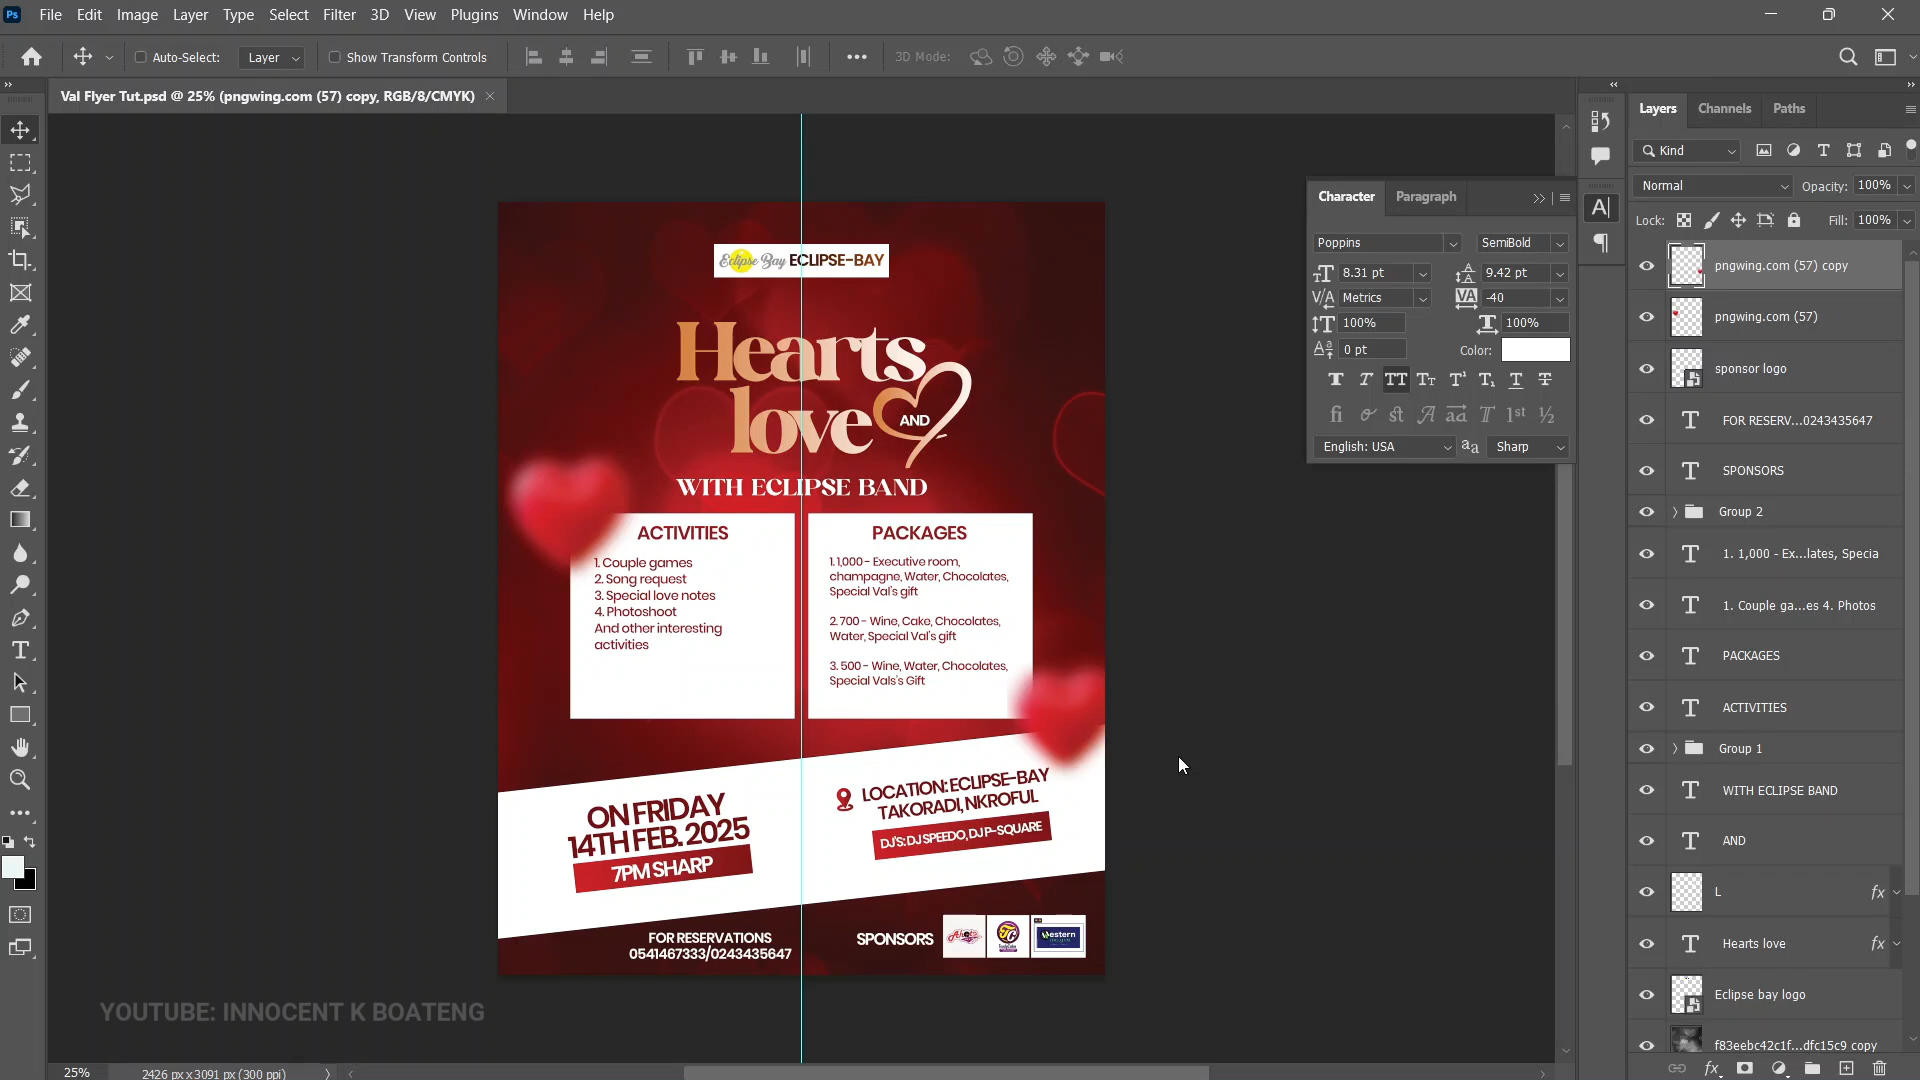 Ps File Edit Image Layer Type Select Filter 3D View Plugins Window Help
Auto-Select: Layer Show Transform Controls 3D Mode:
Val Flyer Tut.psd @ 25% (pngwing.com (57) copy, RGB/8/CMYK)
Eclipse Bay ECLIPSE-BAY
Hearts
love AND
WITH ECLIPSE BAND
ACTIVITIES
1. Couple games
2. Song request
3. Special love notes
4. Photoshoot
And other interesting
activities
PACKAGES
1. 1,000 - Executive room,
champagne, Water, Chocolates,
Special Val's gift
2. 700 - Wine, Cake, Chocolates,
Water, Special Val's gift
3. 500 - Wine, Water, Chocolates,
Special Vals's Gift
ON FRIDAY
14TH FEB. 2025
7PM SHARP
LOCATION: ECLIPSE-BAY
TAKORADI, NKROFUL
DJ'S: DJ SPEEDO, DJ P-SQUARE
FOR RESERVATIONS
0541467333/0243435647
SPONSORS
Western
YOUTUBE: INNOCENT K BOATENG
25% 2426 px x 3091 px (300 ppi)
Character Paragraph
Poppins SemiBold
8.31 pt 9.42 pt
Metrics -40
100% 100%
0 pt Color:
English: USA Sharp
Layers Channels Paths
Kind
Normal Opacity: 100%
Lock: Fill: 100%
pngwing.com (57) copy
pngwing.com (57)
sponsor logo
FOR RESERV...0243435647
SPONSORS
Group 2
1. 1,000 - Ex...lates, Specia
1. Couple ga...es 4. Photos
PACKAGES
ACTIVITIES
Group 1
WITH ECLIPSE BAND
AND
L fx
Hearts love fx
Eclipse bay logo
f83eebc42c1f...dfc15c9 copy